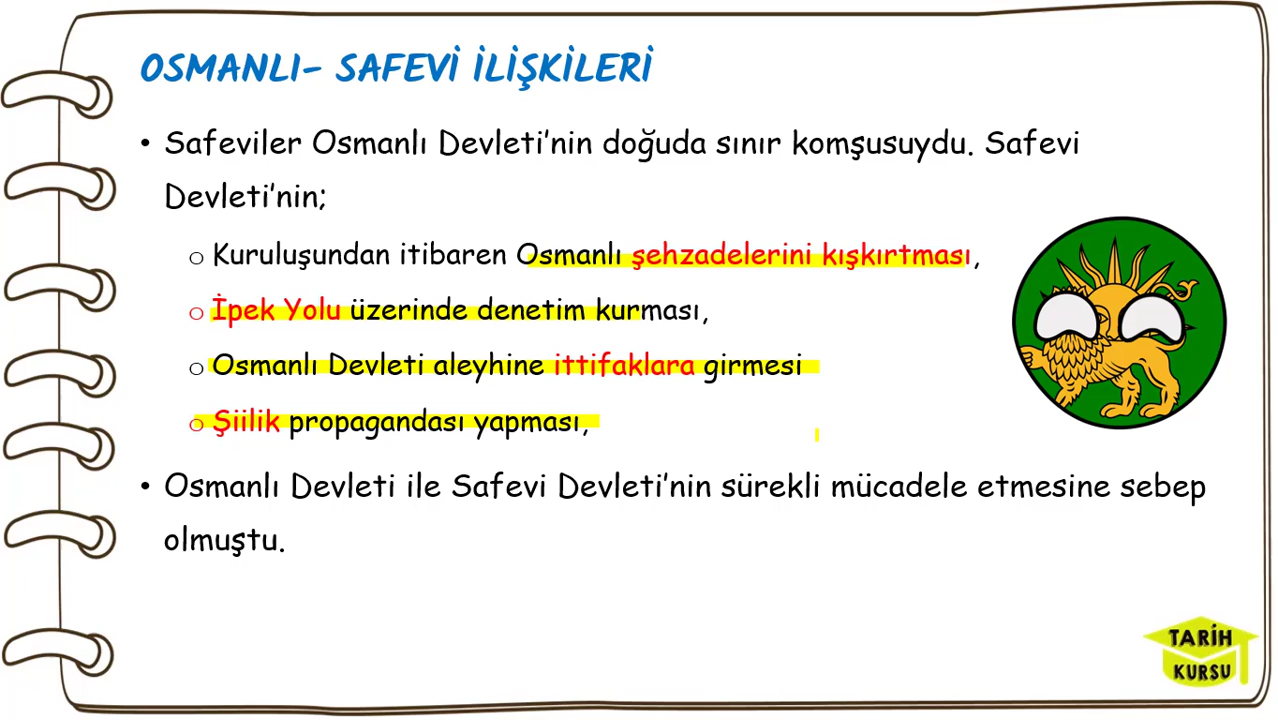 OSMANLI- SAFEVİ İLİŞKİLERİ
• Safeviler Osmanlı Devleti'nin doğuda sınır komşusuydu. Safevi
Devleti'nin;
o Kuruluşundan itibaren Osmanlı şehzadelerini kışkırtması,
o İpek Yolu üzerinde denetim kurması,
o Osmanlı Devleti aleyhine ittifaklara girmesi
o Şiilik propagandası yapması,
• Osmanlı Devleti ile Safevi Devleti'nin sürekli mücadele etmesine sebep
olmuştu.
TARİH
KURSU